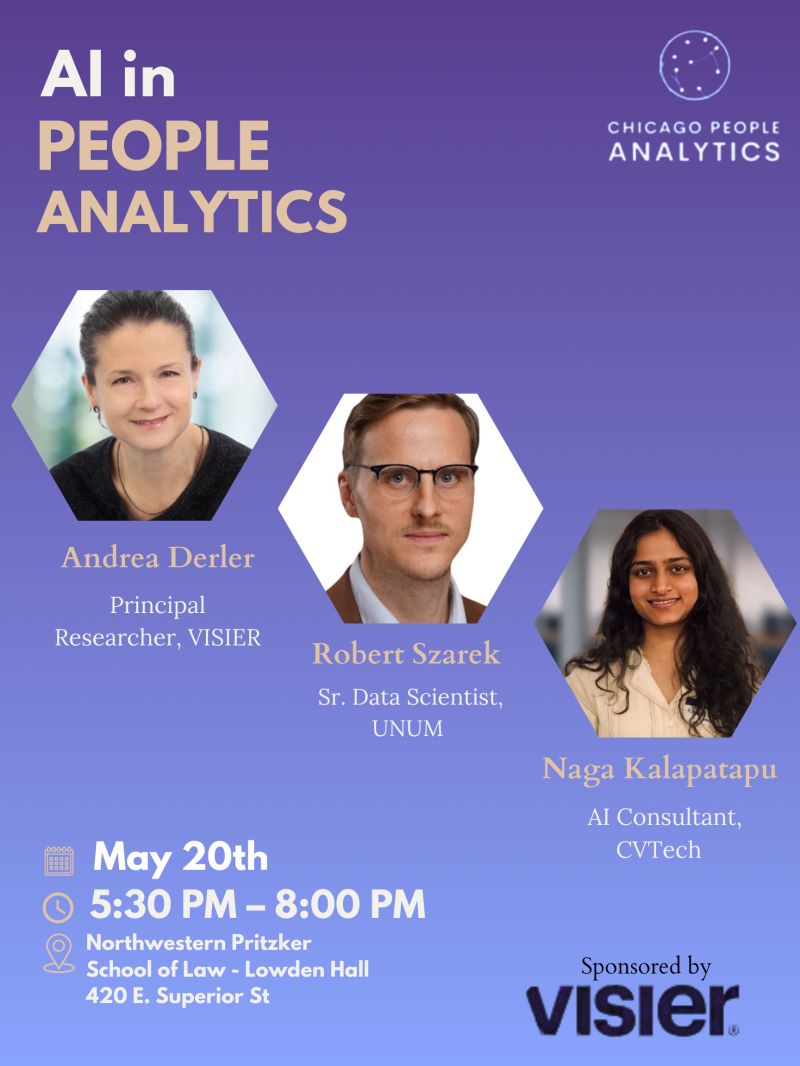 AI in
PEOPLE
ANALYTICS
CHICAGO PEOPLE
ANALYTICS
Andrea Derler
Principal
Researcher, VISIER
Robert Szarek
Sr. Data Scientist,
UNUM
Naga Kalapatapu
AI Consultant,
CVTech
May 20th
5:30 PM – 8:00 PM
Northwestern Pritzker
School of Law - Lowden Hall
420 E. Superior St
Sponsored by
VISIER®